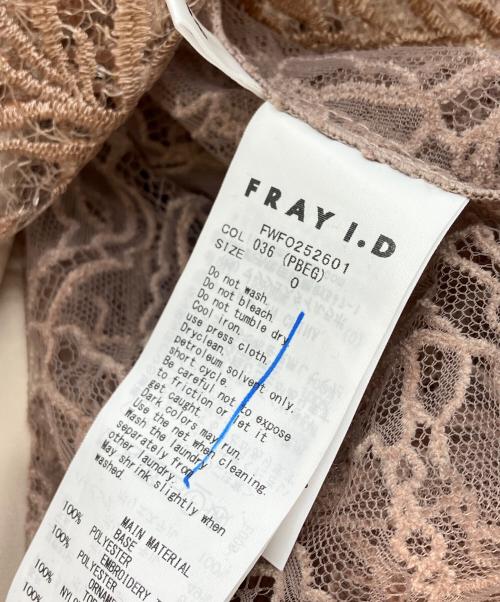 FRAY I.D
FWFO252601
COL 036 (PBEG)
SIZE 0
Do not wash.
Do not bleach.
Do not tumble dry.
Cool iron.
use press cloth.
Dryclean.
petroleum solvent only.
short cycle.
Be careful not to expose
to friction or let it
get caught.
Dark colors may run.
Use the net when cleaning.
Wash the laundry
separately from
other laundry.
May shrink slightly when
washed.
MAIN MATERIAL
BASE
100% POLYESTER
EMBROIDERY
100% POLYESTER
100%
100% NYLON